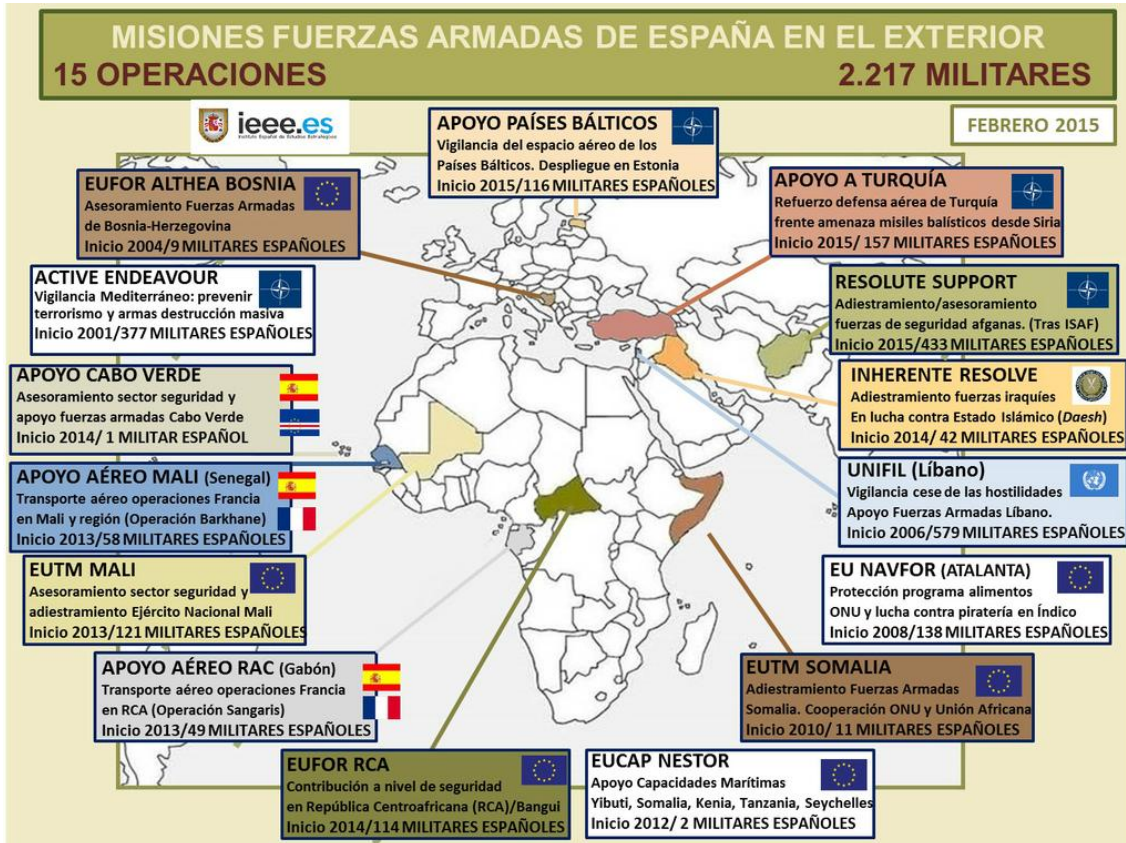 MISIONES FUERZAS ARMADAS DE ESPAÑA EN EL EXTERIOR
15 OPERACIONES
2.217 MILITARES
ieee.es
Instituto Español de Estudios Estratégicos
FEBRERO 2015
APOYO PAÍSES BÁLTICOS
Vigilancia del espacio aéreo de los
Países Bálticos. Despliegue en Estonia
Inicio 2015/116 MILITARES ESPAÑOLES
EUFOR ALTHEA BOSNIA
Asesoramiento Fuerzas Armadas
de Bosnia-Herzegovina
Inicio 2004/9 MILITARES ESPAÑOLES
APOYO A TURQUÍA
Refuerzo defensa aérea de Turquía
frente amenaza misiles balísticos desde Siria
Inicio 2015/ 157 MILITARES ESPAÑOLES
ACTIVE ENDEAVOUR
Vigilancia Mediterráneo: prevenir
terrorismo y armas destrucción masiva
Inicio 2001/377 MILITARES ESPAÑOLES
RESOLUTE SUPPORT
Adiestramiento/asesoramiento
fuerzas de seguridad afganas. (Tras ISAF)
Inicio 2015/433 MILITARES ESPAÑOLES
APOYO CABO VERDE
Asesoramiento sector seguridad y
apoyo fuerzas armadas Cabo Verde
Inicio 2014/ 1 MILITAR ESPAÑOL
INHERENTE RESOLVE
Adiestramiento fuerzas iraquíes
En lucha contra Estado Islámico (Daesh)
Inicio 2014/ 42 MILITARES ESPAÑOLES
APOYO AÉREO MALI (Senegal)
Transporte aéreo operaciones Francia
en Mali y región (Operación Barkhane)
Inicio 2013/58 MILITARES ESPAÑOLES
UNIFIL (Líbano)
Vigilancia cese de las hostilidades
Apoyo Fuerzas Armadas Líbano.
Inicio 2006/579 MILITARES ESPAÑOLES
EUTM MALI
Asesoramiento sector seguridad y
adiestramiento Ejército Nacional Mali
Inicio 2013/121 MILITARES ESPAÑOLES
EU NAVFOR (ATALANTA)
Protección programa alimentos
ONU y lucha contra piratería en Índico
Inicio 2008/138 MILITARES ESPAÑOLES
APOYO AÉREO RAC (Gabón)
Transporte aéreo operaciones Francia
en RCA (Operación Sangaris)
Inicio 2013/49 MILITARES ESPAÑOLES
EUTM SOMALIA
Adiestramiento Fuerzas Armadas
Somalia. Cooperación ONU y Unión Africana
Inicio 2010/ 11 MILITARES ESPAÑOLES
EUFOR RCA
Contribución a nivel de seguridad
en República Centroafricana (RCA)/Bangui
Inicio 2014/114 MILITARES ESPAÑOLES
EUCAP NESTOR
Apoyo Capacidades Marítimas
Yibuti, Somalia, Kenia, Tanzania, Seychelles
Inicio 2012/ 2 MILITARES ESPAÑOLES